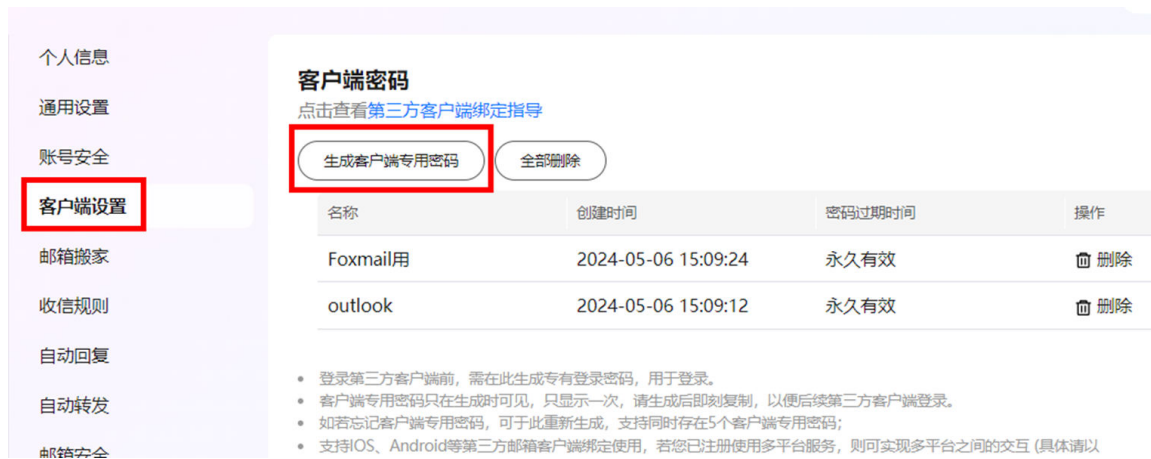 个人信息
通用设置
账号安全
客户端设置
邮箱搬家
收信规则
自动回复
自动转发
邮箱安全
客户端密码
点击查看第三方客户端绑定指导
生成客户端专用密码 全部删除
名称 创建时间 密码过期时间 操作
Foxmail用 2024-05-06 15:09:24 永久有效 删除
outlook 2024-05-06 15:09:12 永久有效 删除
• 登录第三方客户端前，需在此生成专有登录密码，用于登录。
• 客户端专用密码只在生成时可见，只显示一次，请生成后即刻复制，以便后续第三方客户端登录。
• 如若忘记客户端专用密码，可于此重新生成，支持同时存在5个客户端专用密码；
• 支持IOS、Android等第三方邮箱客户端绑定使用，若您已注册使用多平台服务，则可实现多平台之间的交互 (具体请以